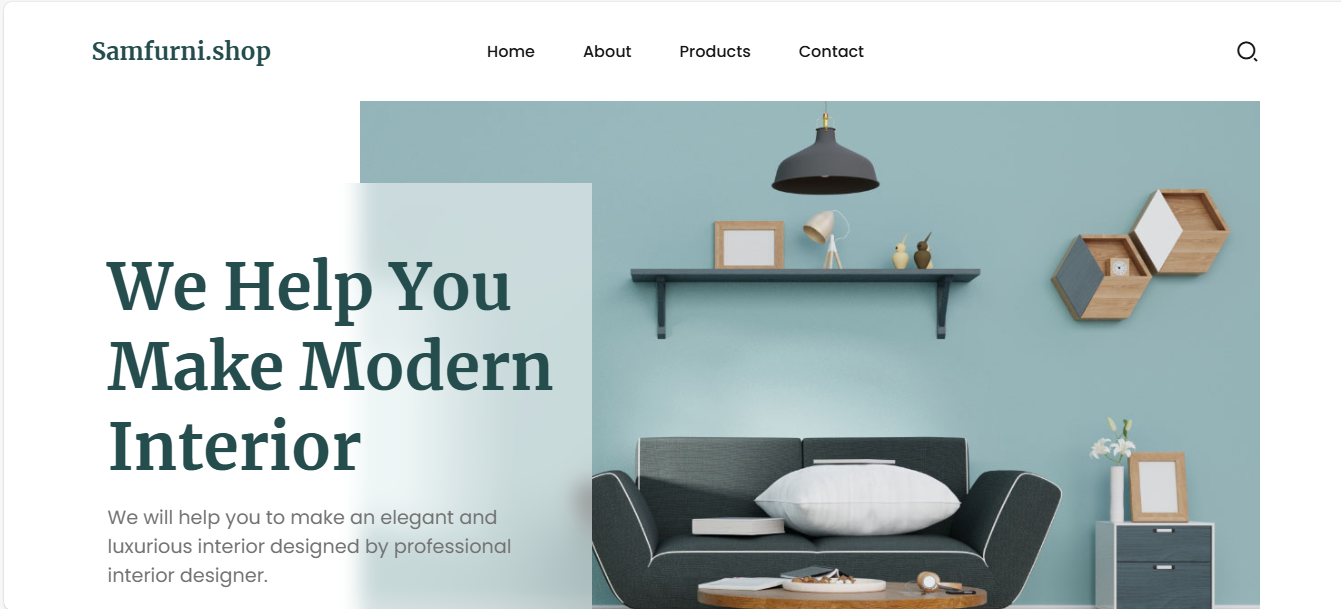 Samfurni.shop
Home About Products Contact
We Help You
Make Modern
Interior
We will help you to make an elegant and
luxurious interior designed by professional
interior designer.